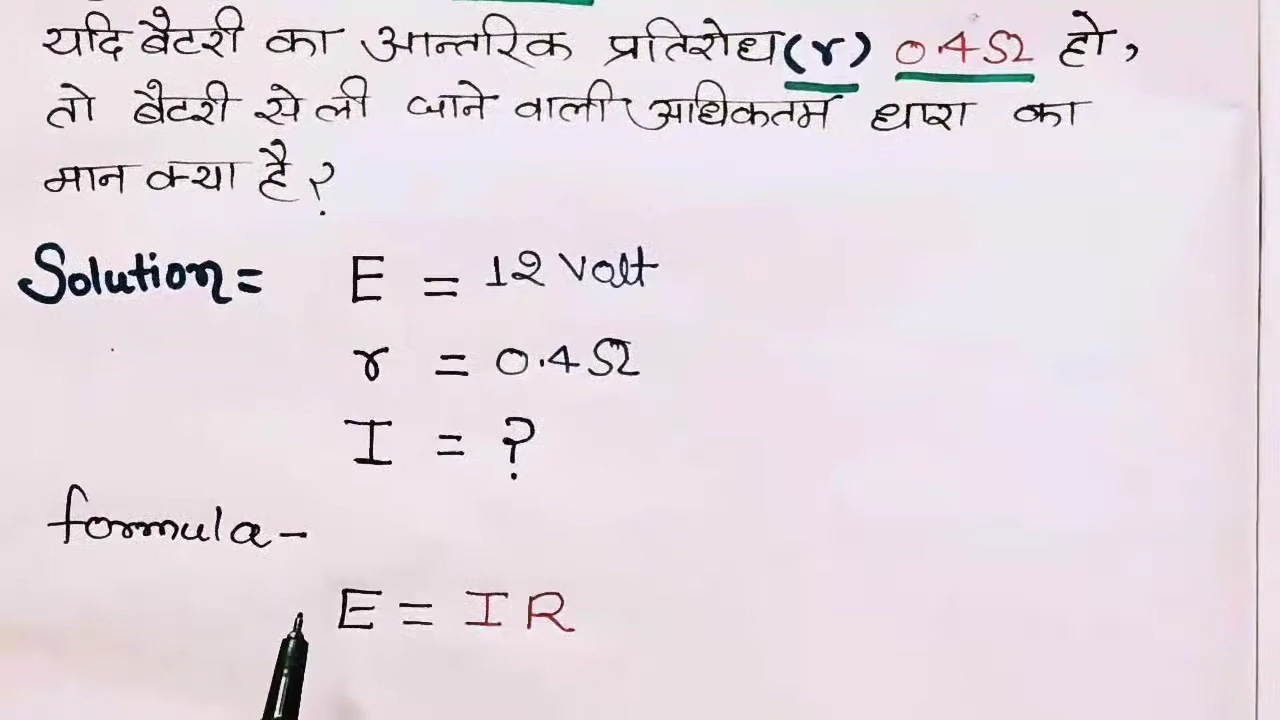 यदि बैटरी का आन्तरिक प्रतिरोध(r) 0.4Ω हो,
तो बैटरी से ली जाने वाली अधिकतम धारा का
मान क्या है?
Solution= E = 12 Volt
r = 0.4Ω
I = ?
formula-
E = IR